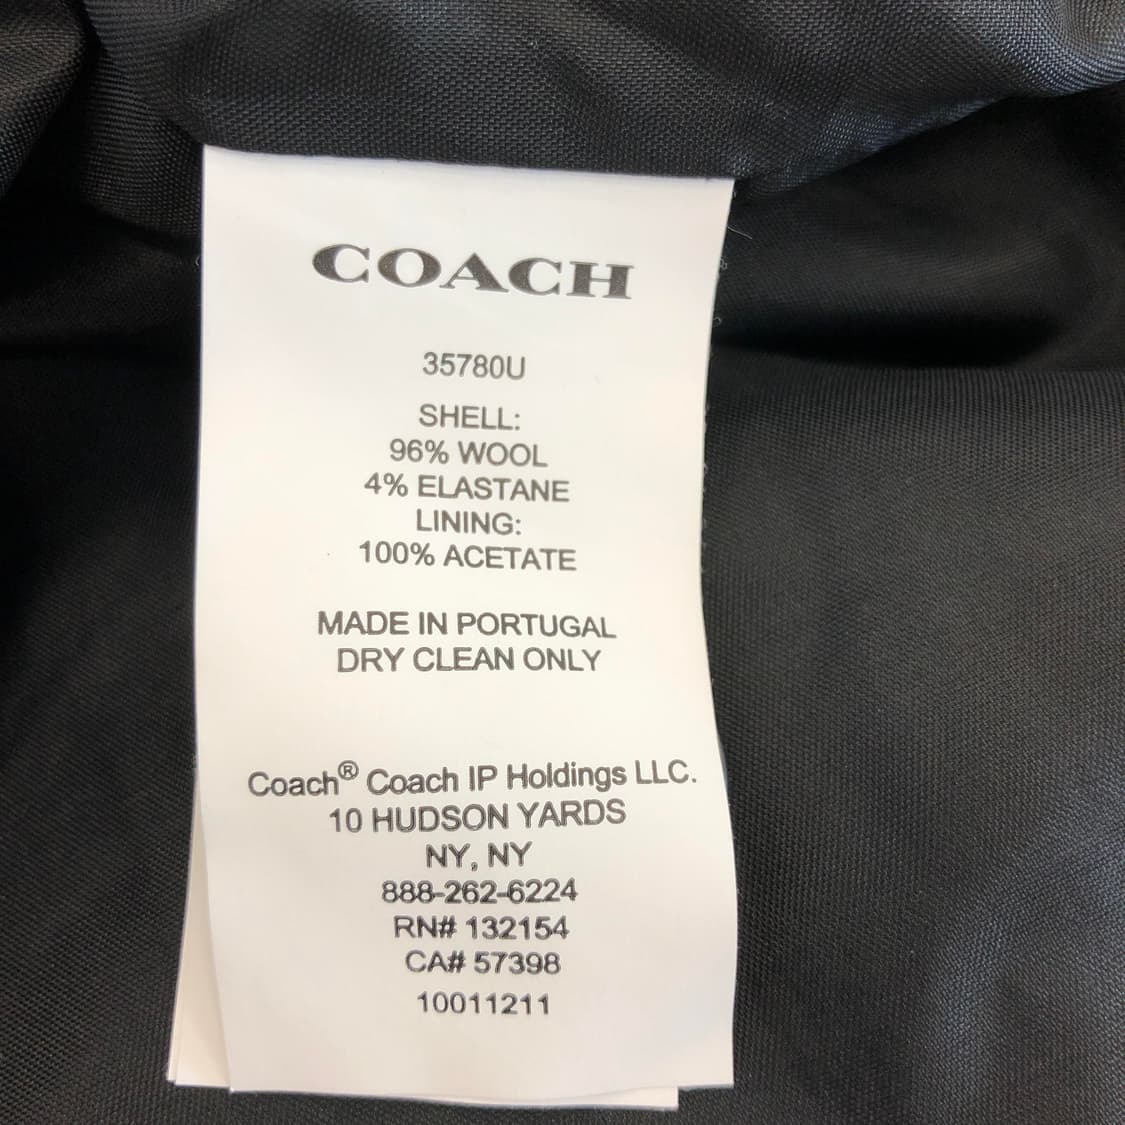 COACH
35780U
SHELL:
96% WOOL
4% ELASTANE
LINING:
100% ACETATE
MADE IN PORTUGAL
DRY CLEAN ONLY
Coach® Coach IP Holdings LLC.
10 HUDSON YARDS
NY, NY
888-262-6224
RN# 132154
CA# 57398
10011211